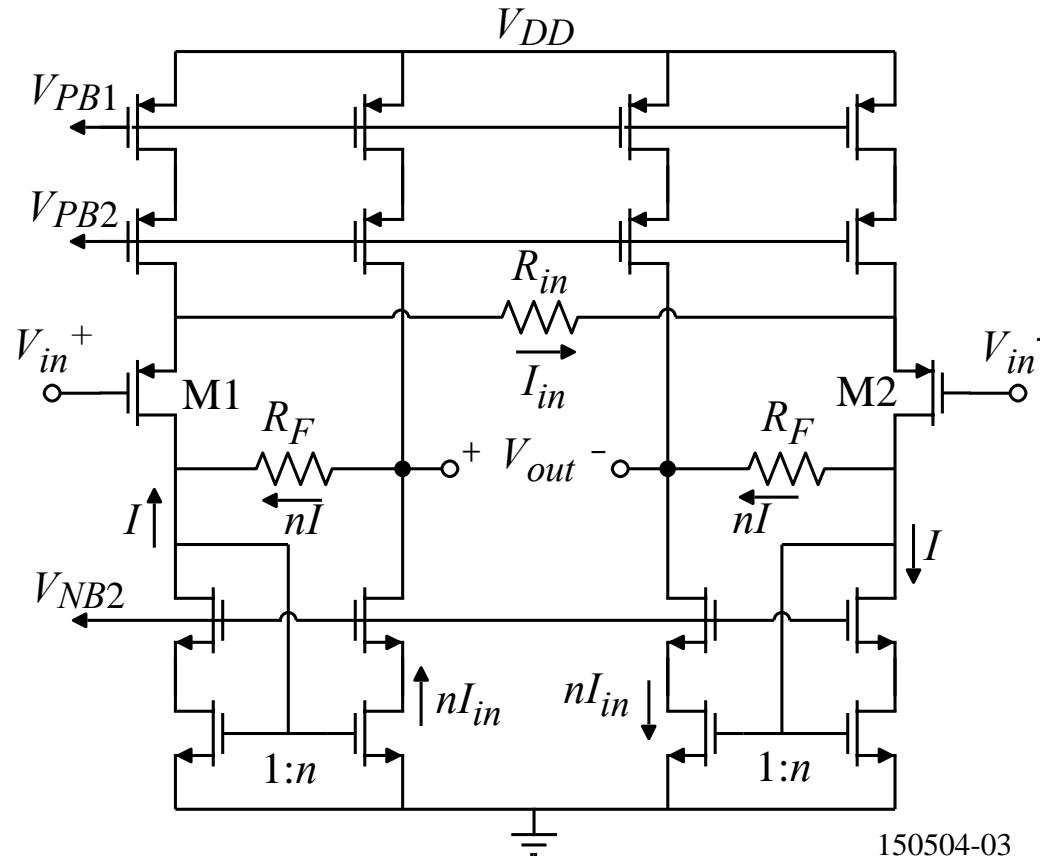 VDD
VPB1
VPB2
Rin
Vin+
Vin-
Iin
M1
M2
RF
RF
+ Vout -
nI
nI
I
I
VNB2
nIin
nIin
1:n
1:n
150504-03